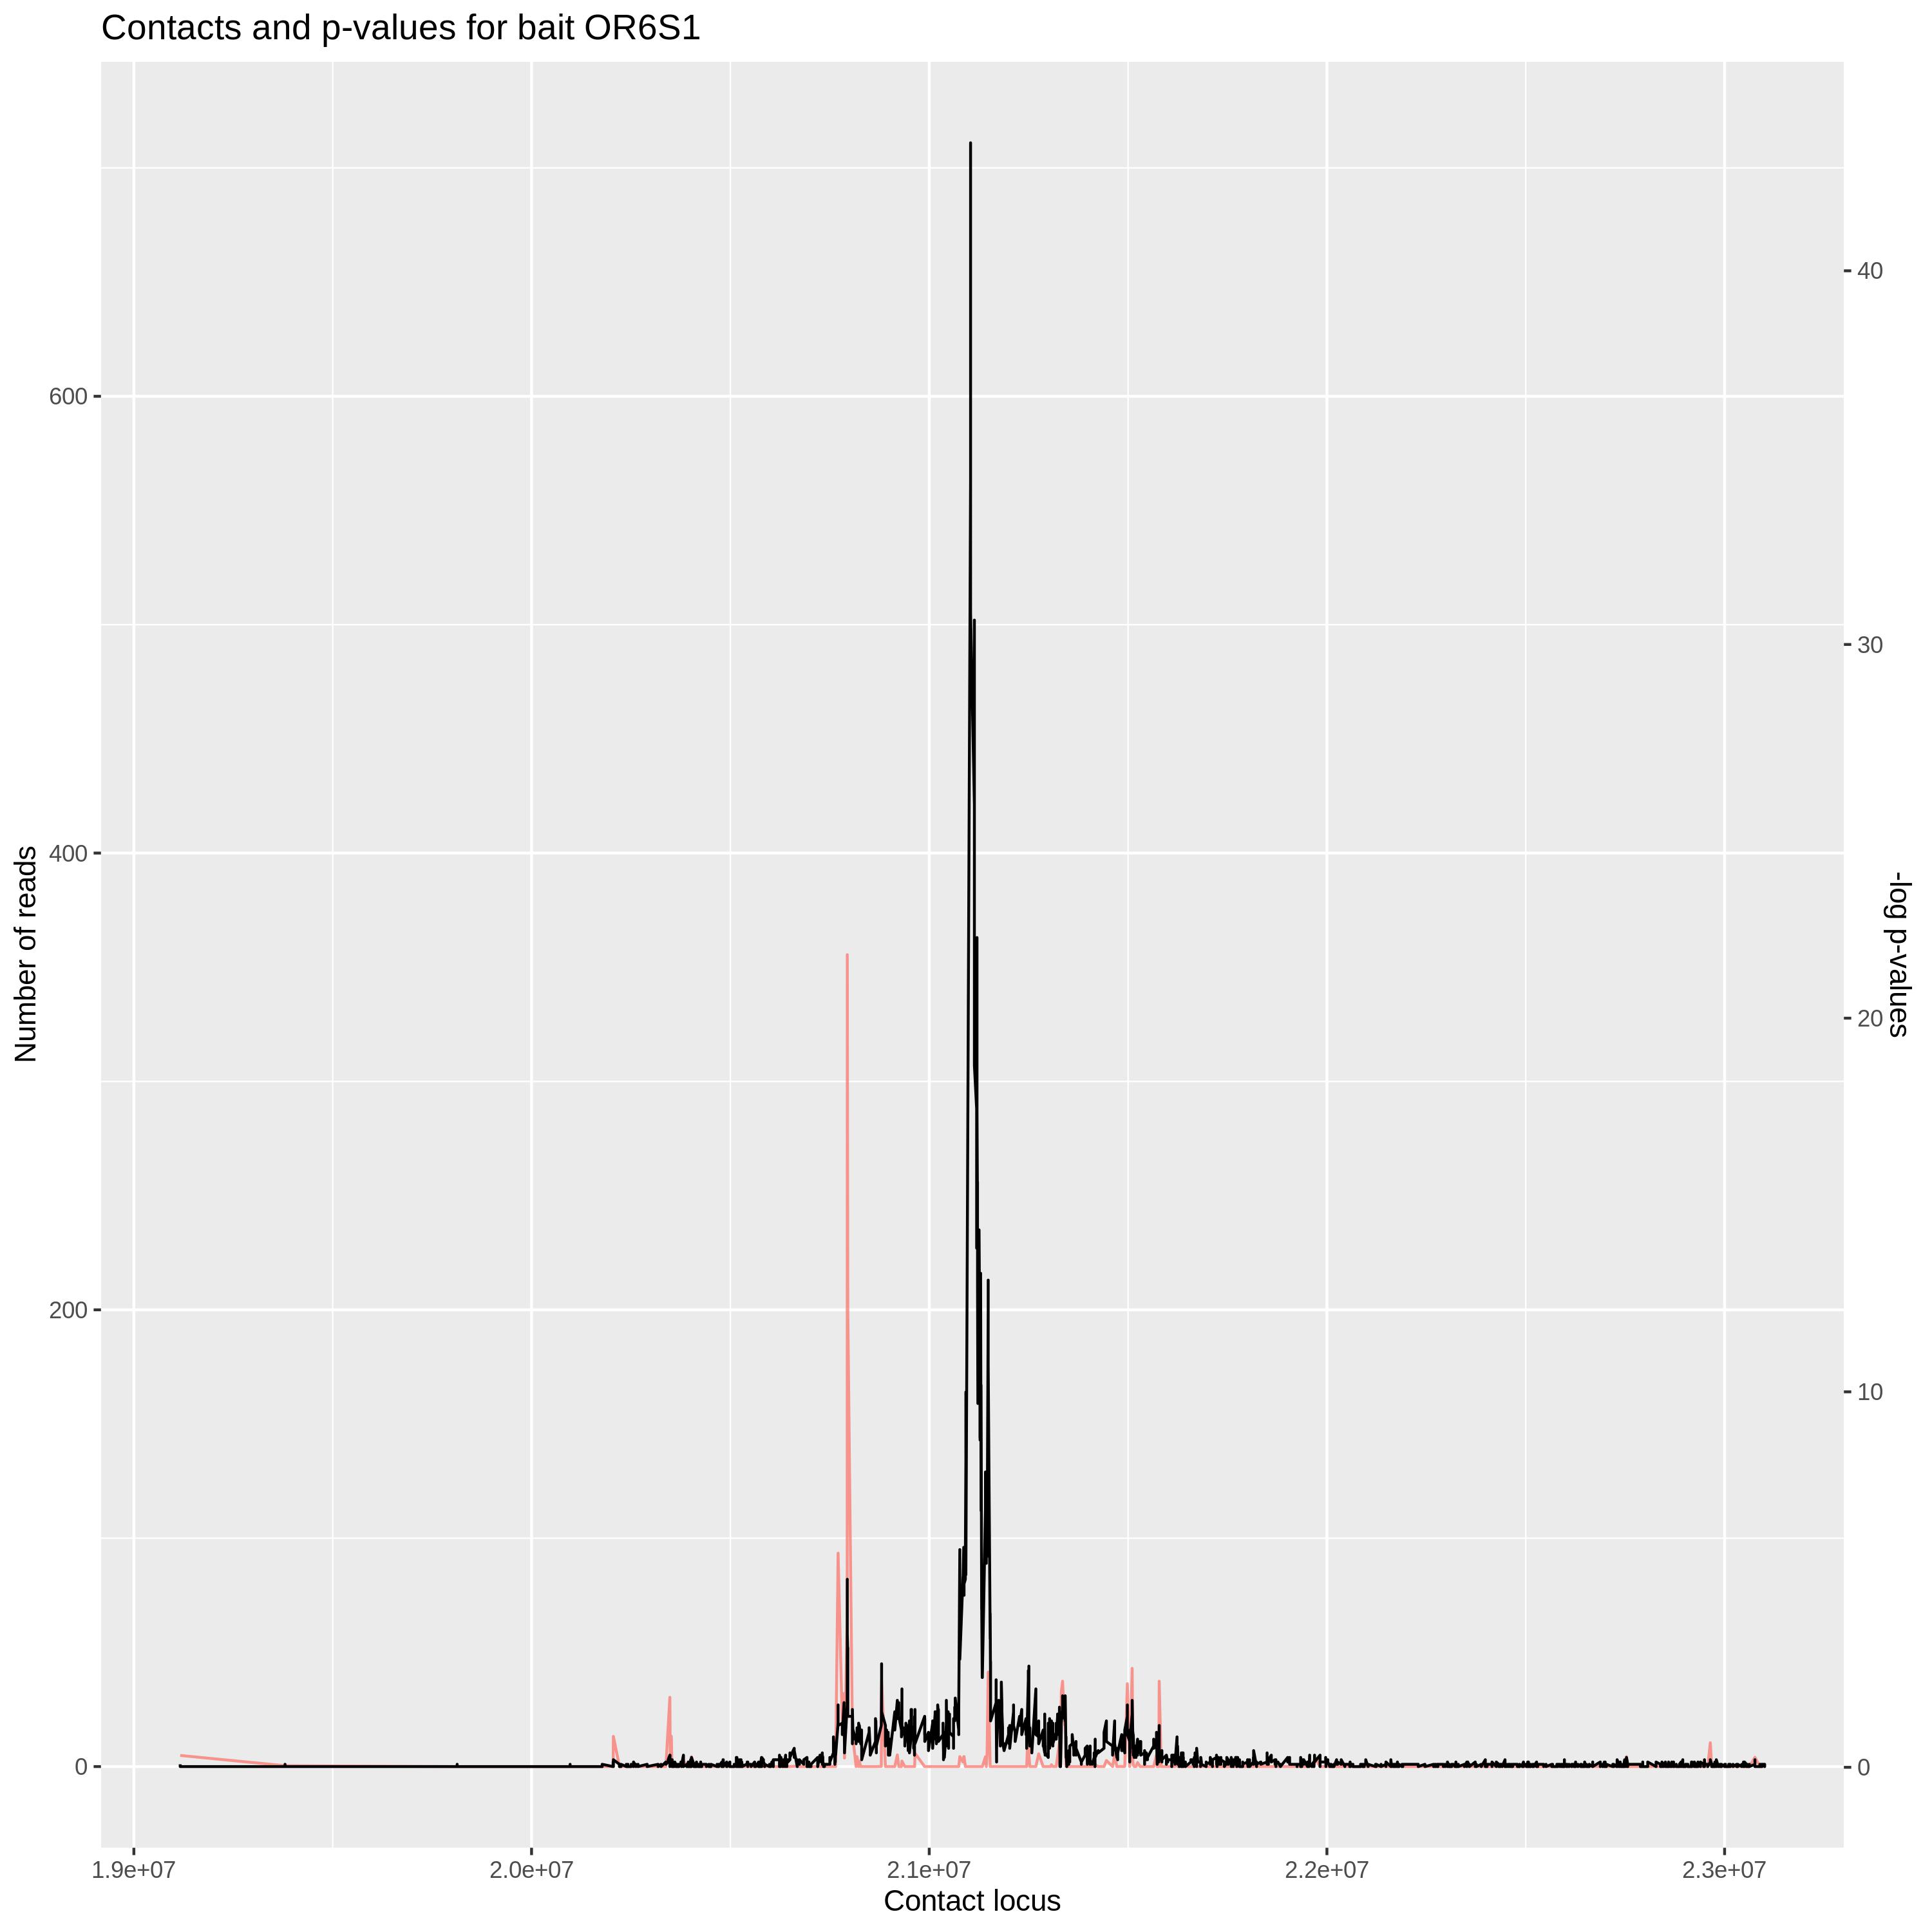 Contacts and p-values for bait OR6S1
600
400
200
0
Number of reads
40
30
20
10
0
-log p-values
1.9e+07
2.0e+07
2.1e+07
2.2e+07
2.3e+07
Contact locus